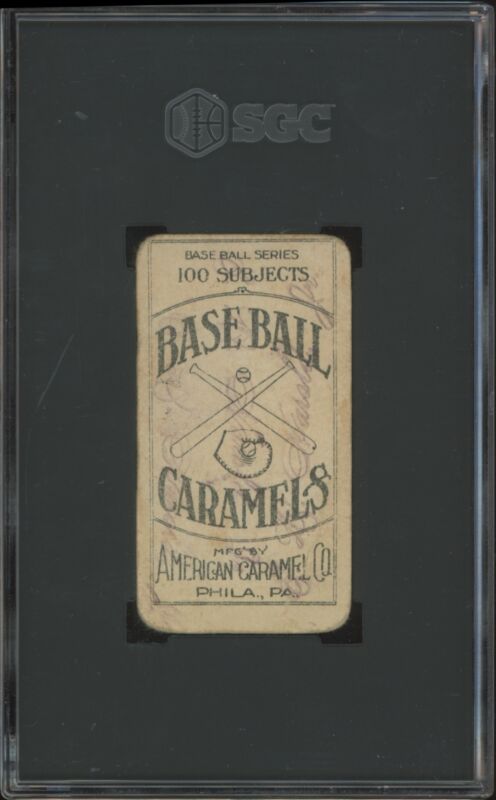 SGC
BASE BALL SERIES
100 SUBJECTS
BASE BALL
CARAMELS
MFG'BY
AMERICAN CARAMEL CO.
PHILA., PA.